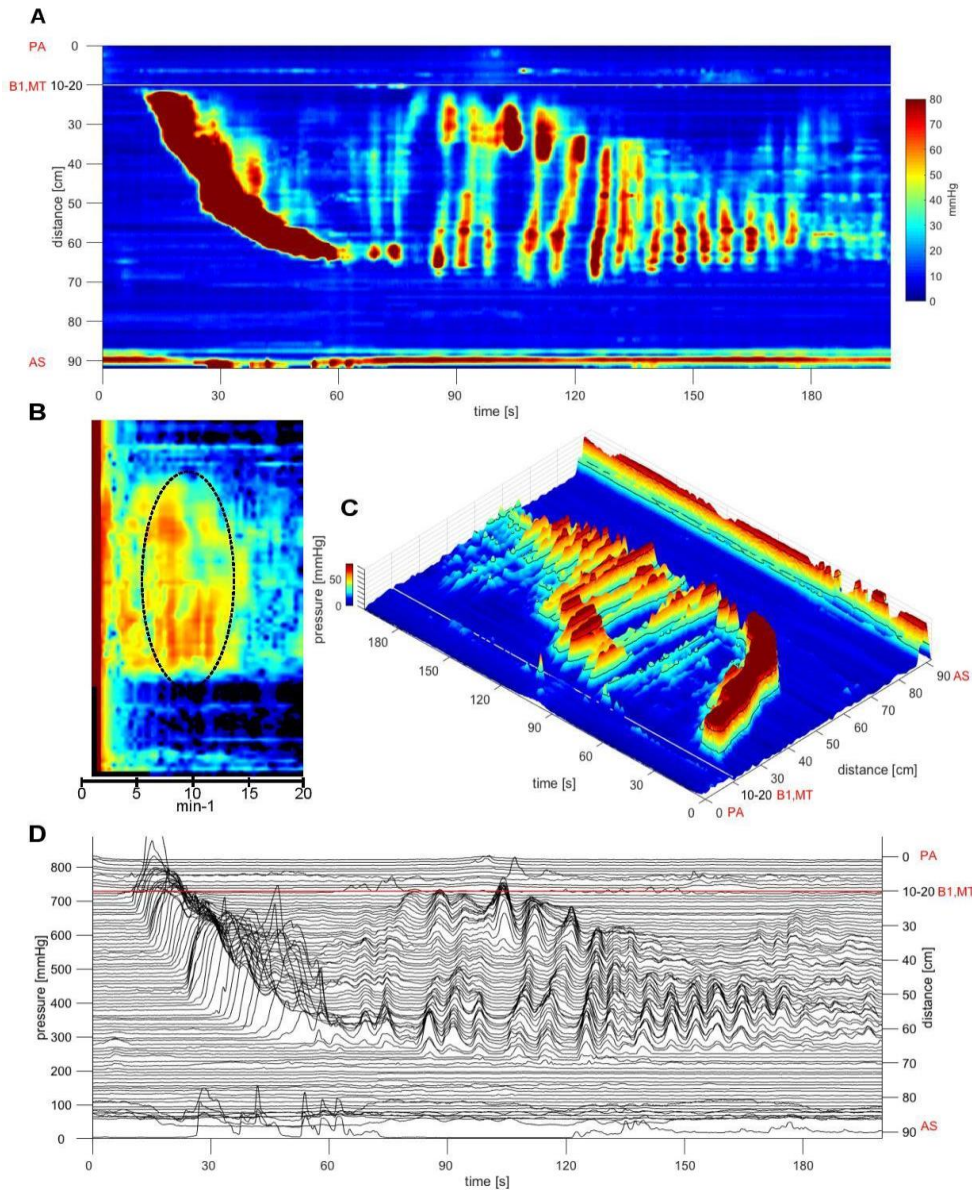 A
PA 0
B1,MT 10-20
30
40
50
60
70
80
AS 90
distance [cm]
0 30 60 90 120 150 180
time [s]
80
70
60
50
40
30
20
10
0
mmHg
B
0 5 10 15 20
min-1
C
pressure [mmHg]
50
0
180
150
120
90
60
30
0
time [s]
0 PA
10-20 B1,MT
30
40
50
60
70
80
90 AS
distance [cm]
D
800
700
600
500
400
300
200
100
0
pressure [mmHg]
0 PA
10-20 B1,MT
30
40
50
60
70
80
90 AS
distance [cm]
0 30 60 90 120 150 180
time [s]